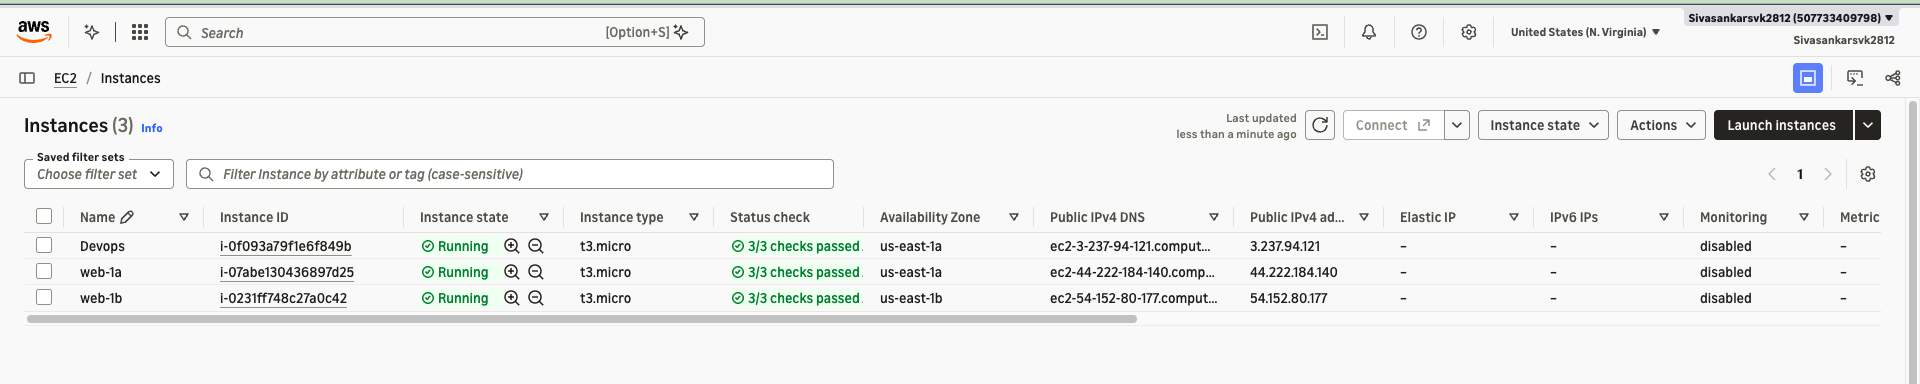 aws
Search [Option+S]
United States (N. Virginia)
Sivasankarsvk2812 (507733409798)
Sivasankarsvk2812
EC2 / Instances
Instances (3) Info
Last updated
less than a minute ago
Connect
Instance state
Actions
Launch instances
Saved filter sets
Choose filter set
Filter Instance by attribute or tag (case-sensitive)
1
Name Instance ID Instance state Instance type Status check Availability Zone Public IPv4 DNS Public IPv4 ad... Elastic IP IPv6 IPs Monitoring Metric
Devops i-0f093a79f1e6f849b Running t3.micro 3/3 checks passed us-east-1a ec2-3-237-94-121.comput... 3.237.94.121 – – disabled –
web-1a i-07abe130436897d25 Running t3.micro 3/3 checks passed us-east-1a ec2-44-222-184-140.comp... 44.222.184.140 – – disabled –
web-1b i-0231ff748c27a0c42 Running t3.micro 3/3 checks passed us-east-1b ec2-54-152-80-177.comput... 54.152.80.177 – – disabled –